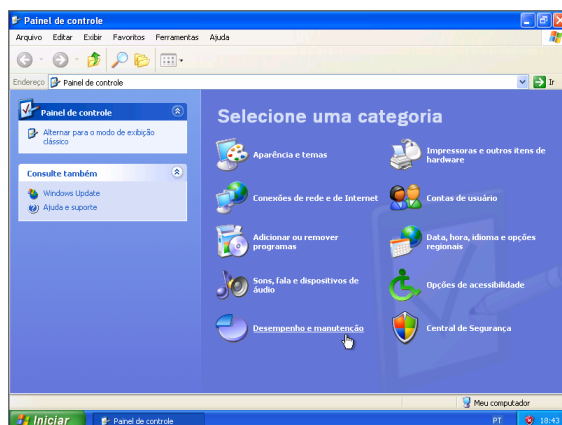 Painel de controle
Arquivo Editar Exibir Favoritos Ferramentas Ajuda
Endereço Painel de controle Ir
Painel de controle
Alternar para o modo de exibição
clássico
Consulte também
Windows Update
Ajuda e suporte
Selecione uma categoria
Aparência e temas
Impressoras e outros itens de
hardware
Conexões de rede e de Internet
Contas de usuário
Adicionar ou remover
programas
Data, hora, idioma e opções
regionais
Sons, fala e dispositivos de
áudio
Opções de acessibilidade
Desempenho e manutenção
Central de Segurança
Meu computador
Iniciar Painel de controle PT 18:43